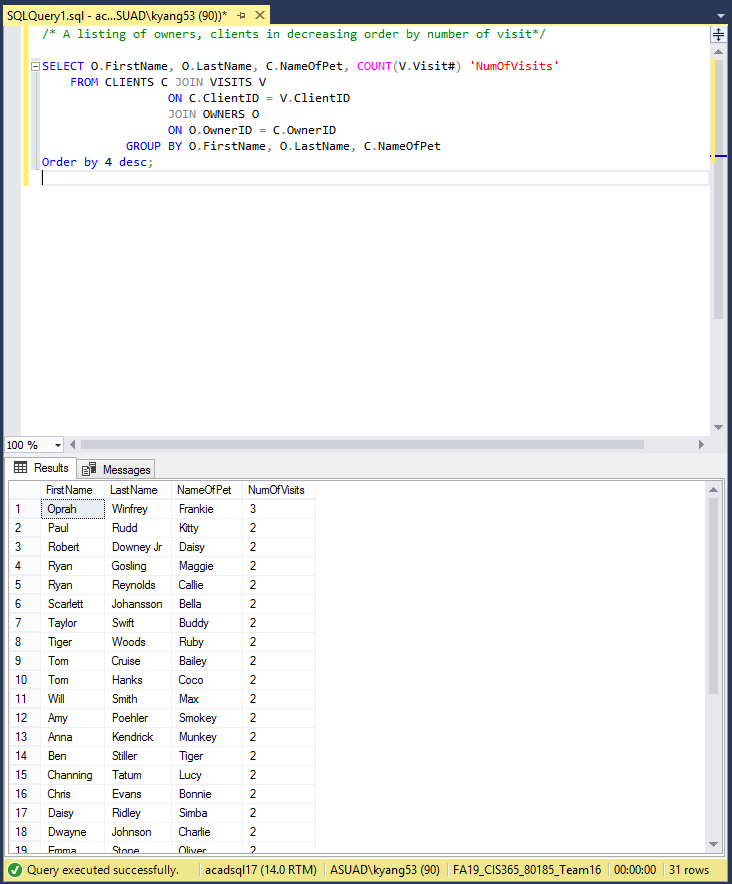 SQLQuery1.sql - ac...SUAD\kyang53 (90))*
/* A listing of owners, clients in decreasing order by number of visit*/
SELECT O.FirstName, O.LastName, C.NameOfPet, COUNT(V.Visit#) 'NumOfVisits'
FROM CLIENTS C JOIN VISITS V
ON C.ClientID = V.ClientID
JOIN OWNERS O
ON O.OwnerID = C.OwnerID
GROUP BY O.FirstName, O.LastName, C.NameOfPet
Order by 4 desc;
100 %
Results Messages
FirstName LastName NameOfPet NumOfVisits
1 Oprah Winfrey Frankie 3
2 Paul Rudd Kitty 2
3 Robert Downey Jr Daisy 2
4 Ryan Gosling Maggie 2
5 Ryan Reynolds Callie 2
6 Scarlett Johansson Bella 2
7 Taylor Swift Buddy 2
8 Tiger Woods Ruby 2
9 Tom Cruise Bailey 2
10 Tom Hanks Coco 2
11 Will Smith Max 2
12 Amy Poehler Smokey 2
13 Anna Kendrick Munkey 2
14 Ben Stiller Tiger 2
15 Channing Tatum Lucy 2
16 Chris Evans Bonnie 2
17 Daisy Ridley Simba 2
18 Dwayne Johnson Charlie 2
19 Emma Stone Oliver 2
Query executed successfully. acadsql17 (14.0 RTM) ASUAD\kyang53 (90) FA19_CIS365_80185_Team16 00:00:00 31 rows